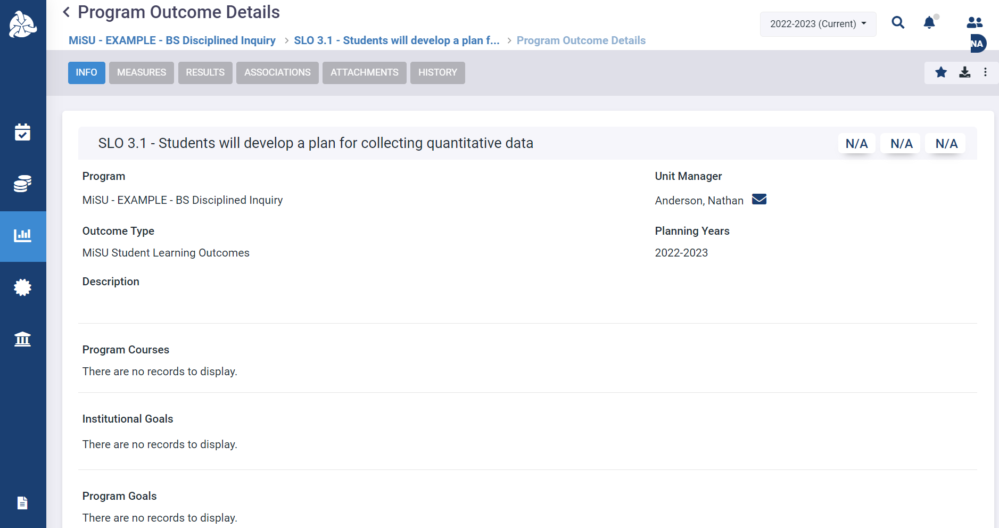 Program Outcome Details
2022-2023 (Current)
MiSU - EXAMPLE - BS Disciplined Inquiry > SLO 3.1 - Students will develop a plan f... > Program Outcome Details
NA
INFO MEASURES RESULTS ASSOCIATIONS ATTACHMENTS HISTORY
SLO 3.1 - Students will develop a plan for collecting quantitative data
N/A N/A N/A
Program
MiSU - EXAMPLE - BS Disciplined Inquiry
Unit Manager
Anderson, Nathan
Outcome Type
MiSU Student Learning Outcomes
Planning Years
2022-2023
Description
Program Courses
There are no records to display.
Institutional Goals
There are no records to display.
Program Goals
There are no records to display.